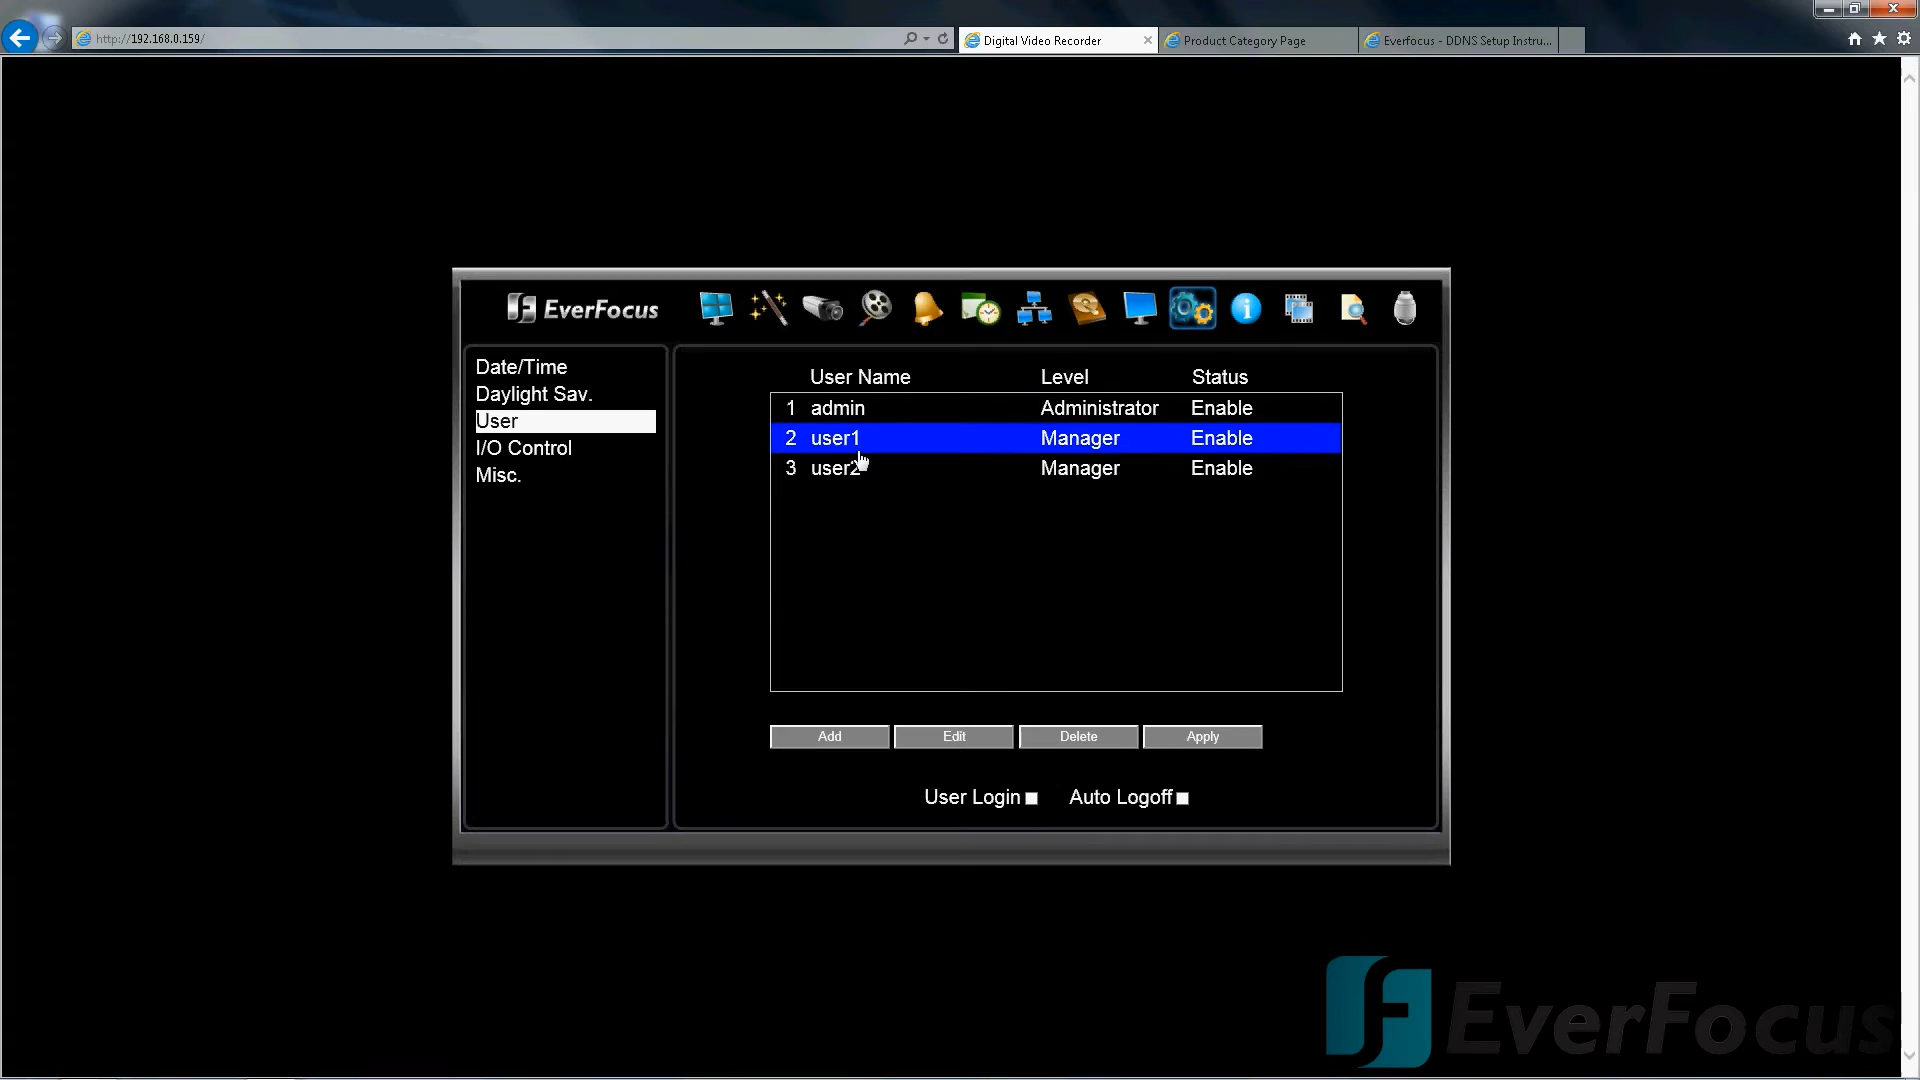 http://192.168.0.159/
Digital Video Recorder
Product Category Page
Everfocus - DDNS Setup Instru...
EverFocus
Date/Time
Daylight Sav.
User
I/O Control
Misc.
User Name Level Status
1 admin Administrator Enable
2 user1 Manager Enable
3 user2 Manager Enable
Add Edit Delete Apply
User Login Auto Logoff
EverFocus